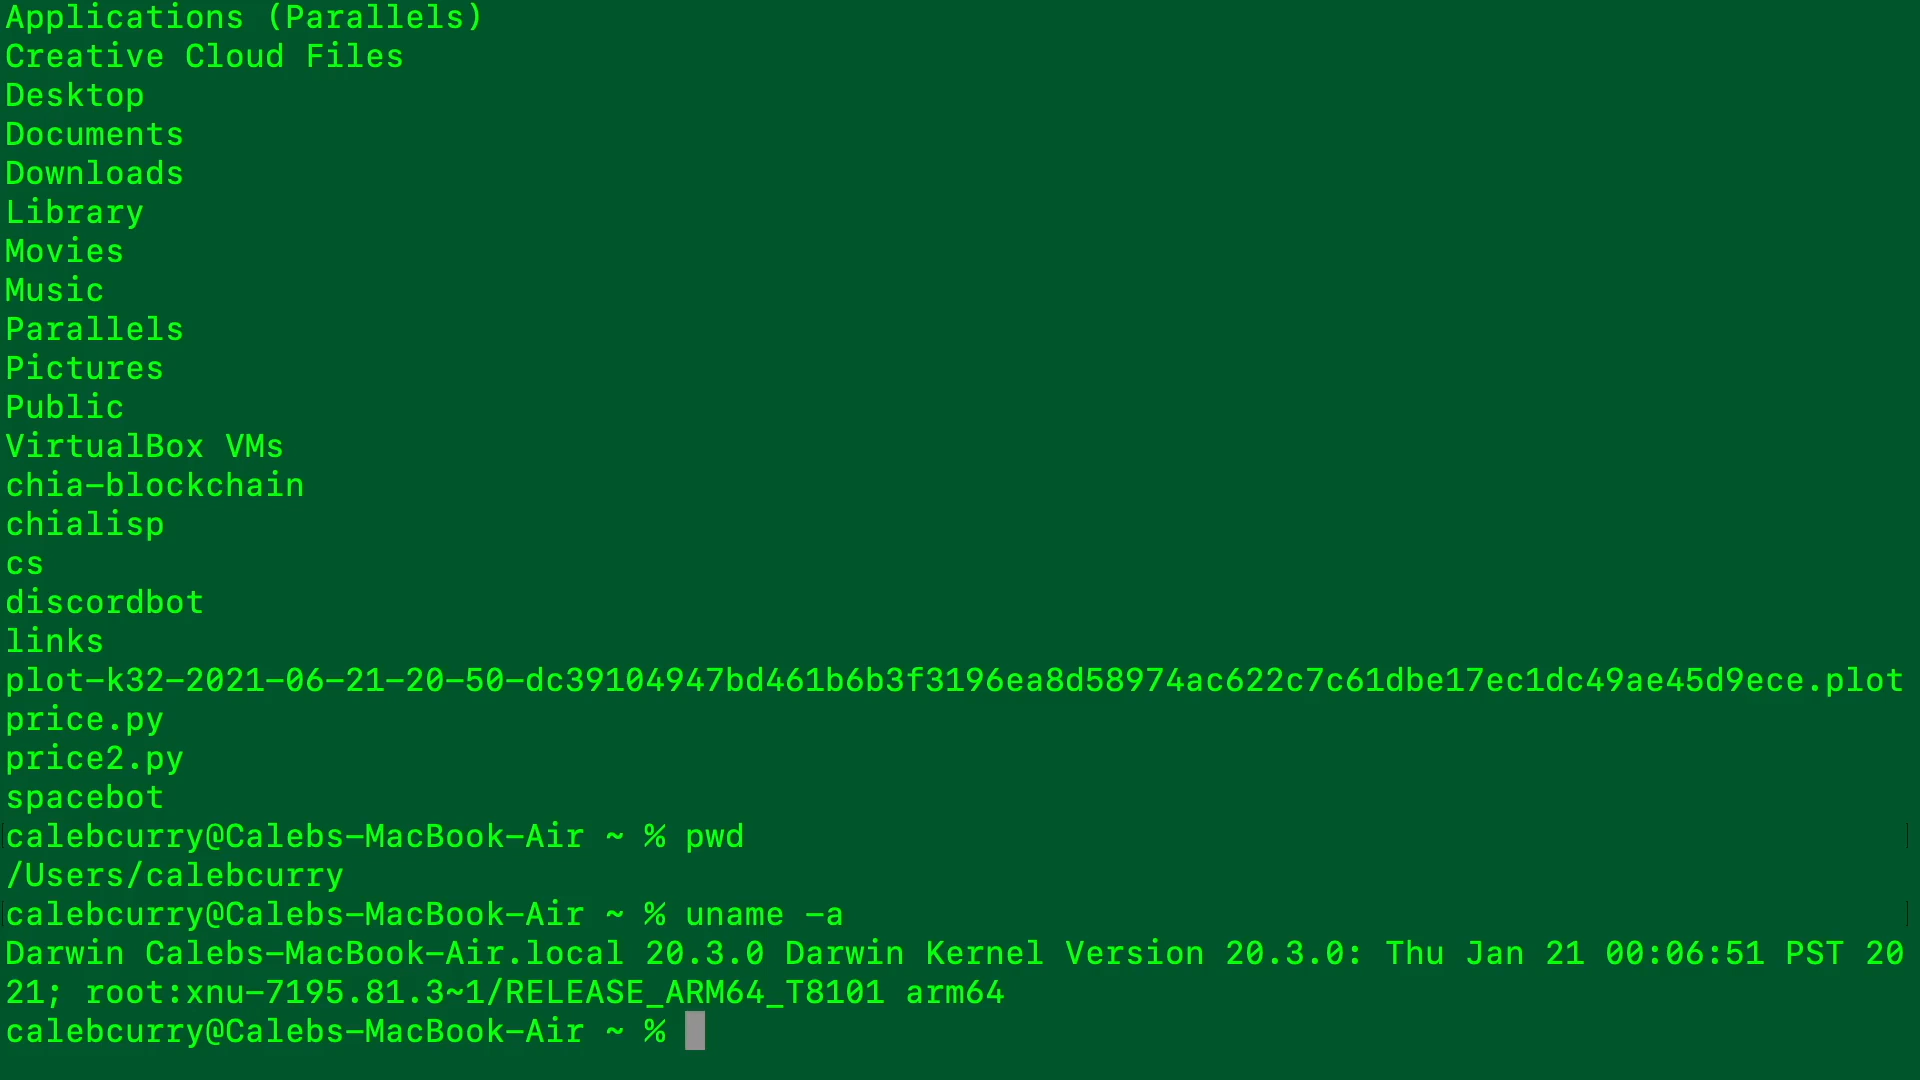 Applications (Parallels)
Creative Cloud Files
Desktop
Documents
Downloads
Library
Movies
Music
Parallels
Pictures
Public
VirtualBox VMs
chia-blockchain
chialisp
cs
discordbot
links
plot-k32-2021-06-21-20-50-dc39104947bd461b6b3f3196ea8d58974ac622c7c61dbe17ec1dc49ae45d9ece.plot
price.py
price2.py
spacebot
calebcurry@Calebs-MacBook-Air ~ % pwd
/Users/calebcurry
calebcurry@Calebs-MacBook-Air ~ % uname -a
Darwin Calebs-MacBook-Air.local 20.3.0 Darwin Kernel Version 20.3.0: Thu Jan 21 00:06:51 PST 20
21; root:xnu-7195.81.3~1/RELEASE_ARM64_T8101 arm64
calebcurry@Calebs-MacBook-Air ~ %